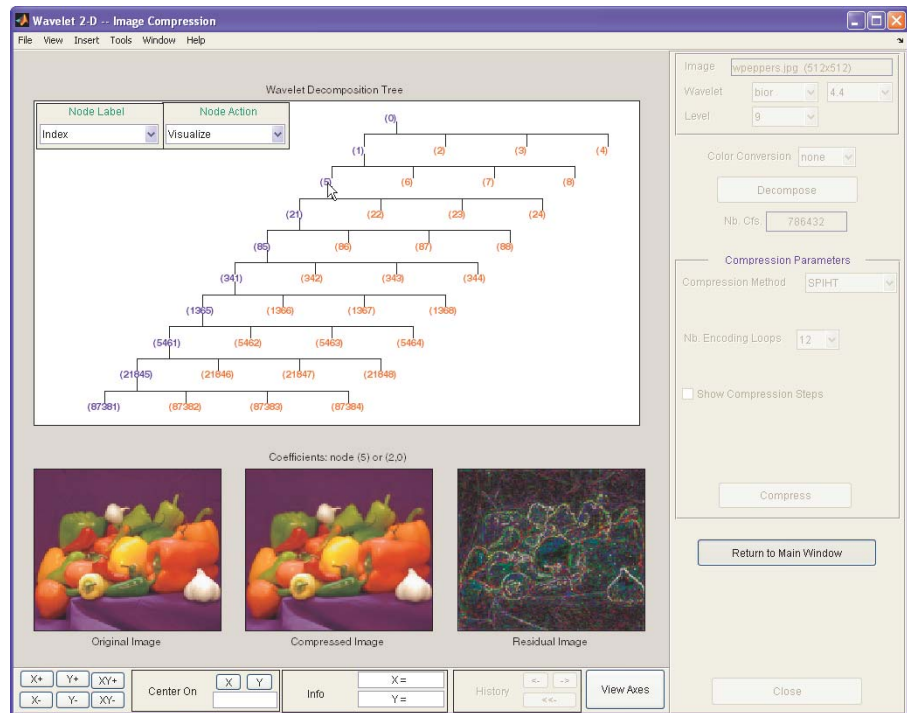 Wavelet 2-D -- Image Compression
File View Insert Tools Window Help
Wavelet Decomposition Tree
Node Label
Node Action
Index
Visualize
(0)
(1) (2) (3) (4)
(5) (6) (7) (8)
(21) (22) (23) (24)
(85) (86) (87) (88)
(341) (342) (343) (344)
(1365) (1366) (1367) (1368)
(5461) (5462) (5463) (5464)
(21845) (21846) (21847) (21848)
(87381) (87382) (87383) (87384)
Coefficients: node (5) or (2,0)
Original Image
Compressed Image
Residual Image
X+ Y+ XY+
X- Y- XY-
Center On X Y
Info X =
Y =
History <- ->
<<-
View Axes
Image wpeppers.jpg (512x512)
Wavelet bior 4.4
Level 9
Color Conversion none
Decompose
Nb. Cfs. 786432
Compression Parameters
Compression Method SPIHT
Nb. Encoding Loops 12
Show Compression Steps
Compress
Return to Main Window
Close